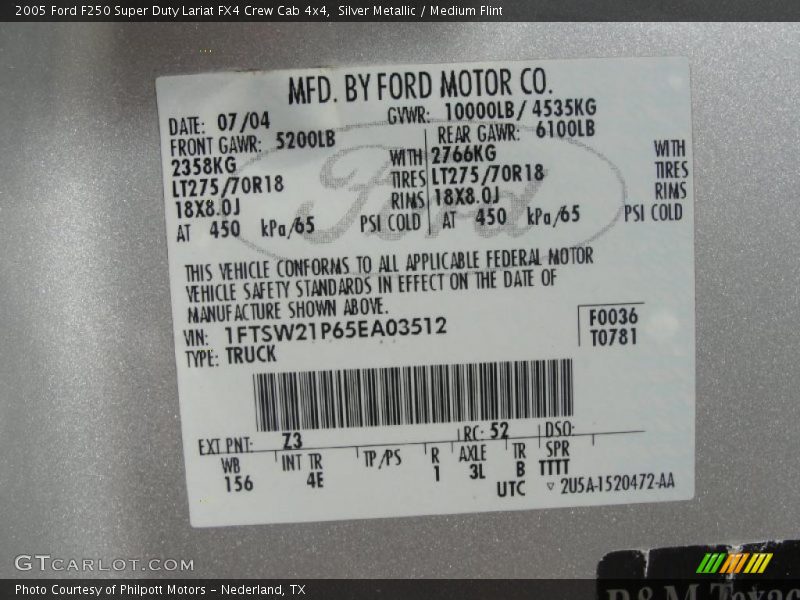 2005 Ford F250 Super Duty Lariat FX4 Crew Cab 4x4,  Silver Metallic / Medium Flint
MFD. BY FORD MOTOR CO.
DATE: 07/04 GVWR: 10000LB/ 4535KG
FRONT GAWR: 5200LB REAR GAWR: 6100LB
2358KG WITH 2766KG WITH
LT275/70R18 TIRES LT275/70R18 TIRES
18X8.0J RIMS 18X8.0J RIMS
AT 450 kPa/65 PSI COLD AT 450 kPa/65 PSI COLD
Ford
THIS VEHICLE CONFORMS TO ALL APPLICABLE FEDERAL MOTOR
VEHICLE SAFETY STANDARDS IN EFFECT ON THE DATE OF
MANUFACTURE SHOWN ABOVE.
VIN: 1FTSW21P65EA03512 F0036
TYPE: TRUCK T0781
EXT PNT: Z3 RC: 52 DSO:
WB INT TR TP/PS R AXLE TR SPR
156 4E 1 3L B TTTT
UTC ▽ 2U5A-1520472-AA
GTCarLot.com
Photo Courtesy of Philpott Motors - Nederland, TX